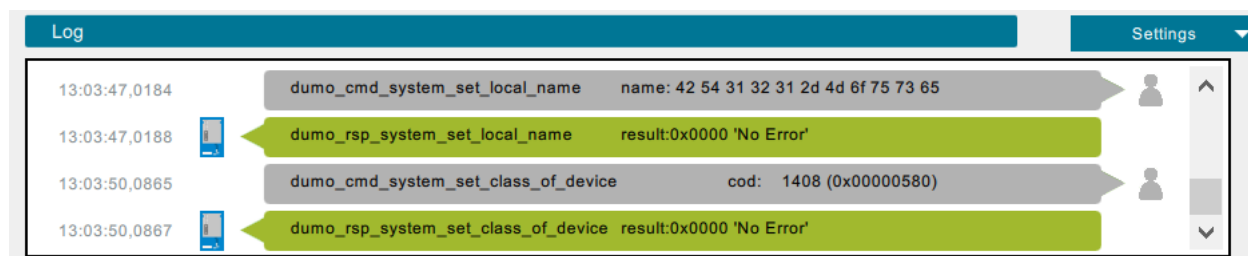 Log
Settings
13:03:47,0184 dumo_cmd_system_set_local_name name: 42 54 31 32 31 2d 4d 6f 75 73 65
13:03:47,0188 dumo_rsp_system_set_local_name result:0x0000 'No Error'
13:03:50,0865 dumo_cmd_system_set_class_of_device cod: 1408 (0x00000580)
13:03:50,0867 dumo_rsp_system_set_class_of_device result:0x0000 'No Error'